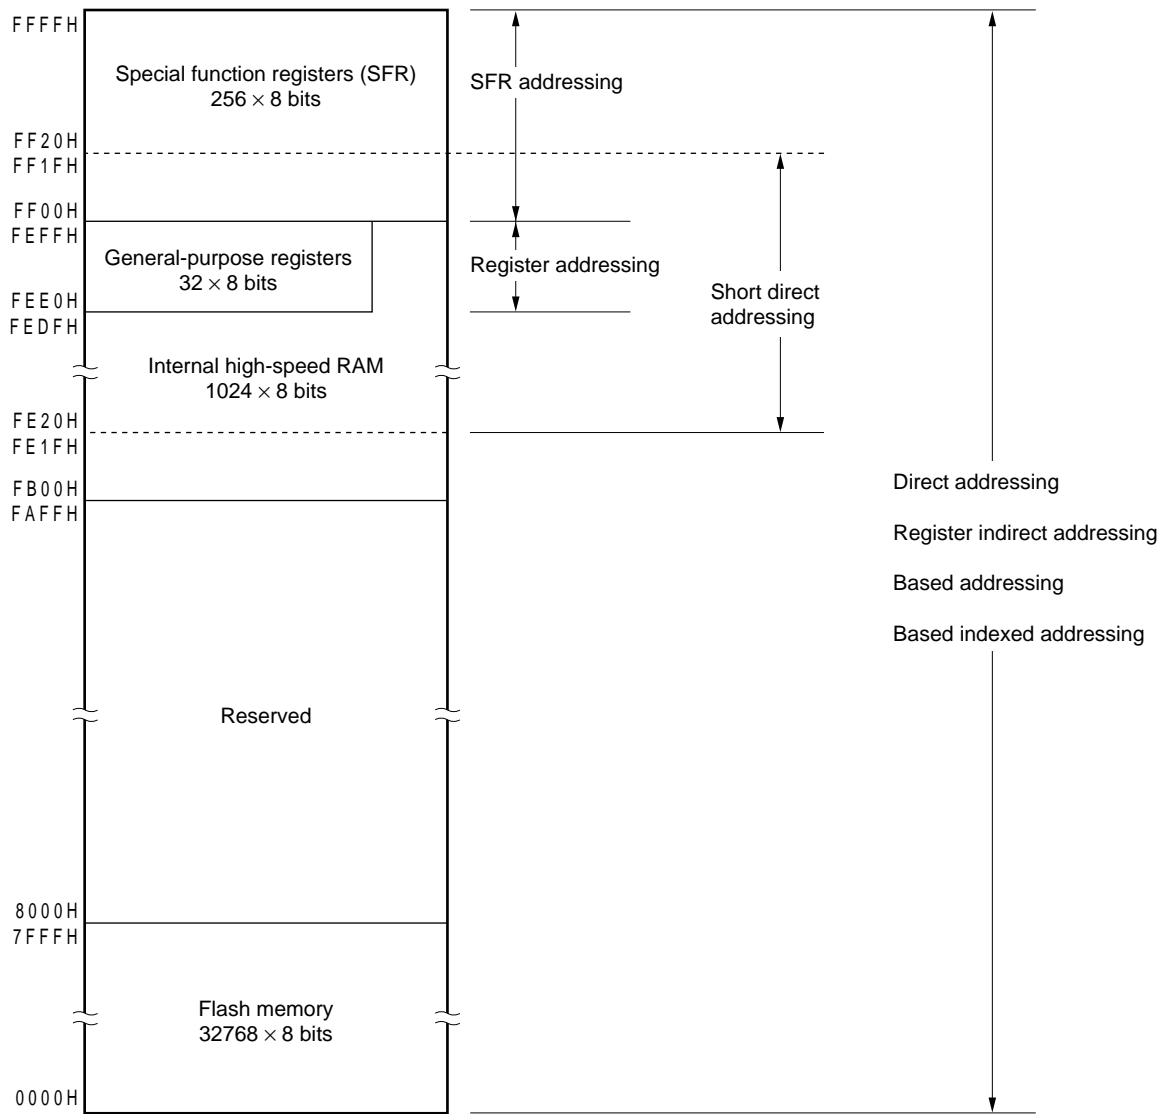 FFFFH
Special function registers (SFR)
256 × 8 bits
SFR addressing
FF20H
FF1FH
FF00H
FEFFH
General-purpose registers
32 × 8 bits
Register addressing
Short direct
addressing
FEE0H
FEDFH
Internal high-speed RAM
1024 × 8 bits
FE20H
FE1FH
FB00H
FAFFH
Direct addressing
Register indirect addressing
Based addressing
Based indexed addressing
Reserved
8000H
7FFFH
Flash memory
32768 × 8 bits
0000H